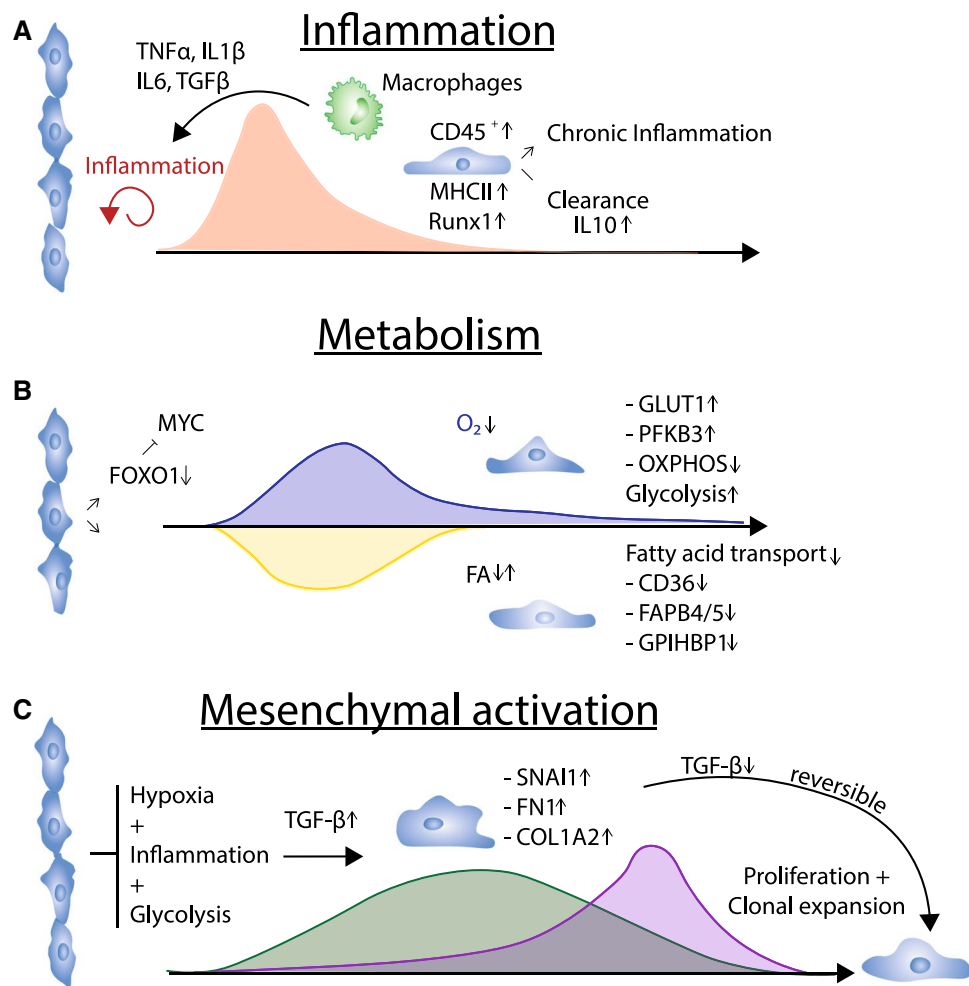 A
Inflammation
TNFα, IL1β
IL6, TGFβ
Macrophages
Inflammation
CD45⁺↑
MHCII↑
Runx1↑
Chronic Inflammation
Clearance
IL10↑
Metabolism
B
MYC
FOXO1↓
O₂↓
- GLUT1↑
- PFKB3↑
- OXPHOS↓
Glycolysis↑
FA↓↑
Fatty acid transport↓
- CD36↓
- FAPB4/5↓
- GPIHBP1↓
C
Mesenchymal activation
Hypoxia
+
Inflammation
+
Glycolysis
TGF-β↑
- SNAI1↑
- FN1↑
- COL1A2↑
TGF-β↓
reversible
Proliferation +
Clonal expansion